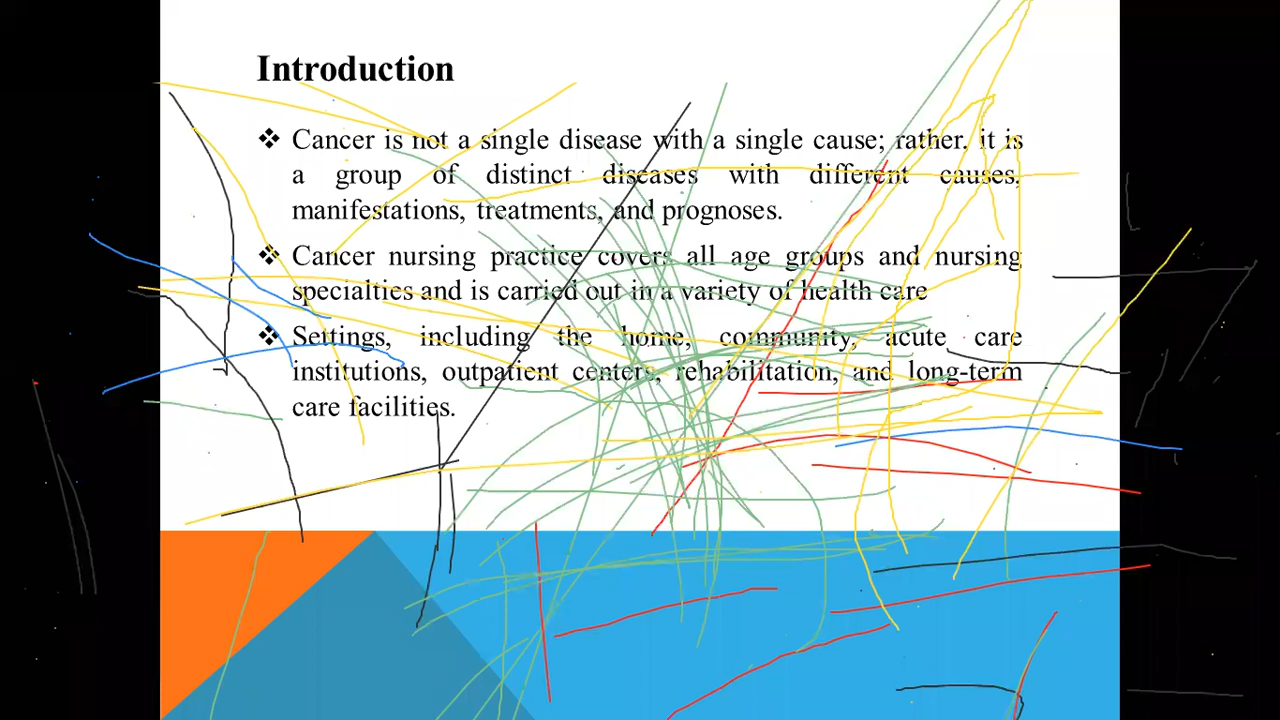 Introduction
❖ Cancer is not a single disease with a single cause; rather, it is
a group of distinct diseases with different causes,
manifestations, treatments, and prognoses.
❖ Cancer nursing practice covers all age groups and nursing
specialties and is carried out in a variety of health care
❖ Settings, including the home, community, acute care
institutions, outpatient centers, rehabilitation, and long-term
care facilities.